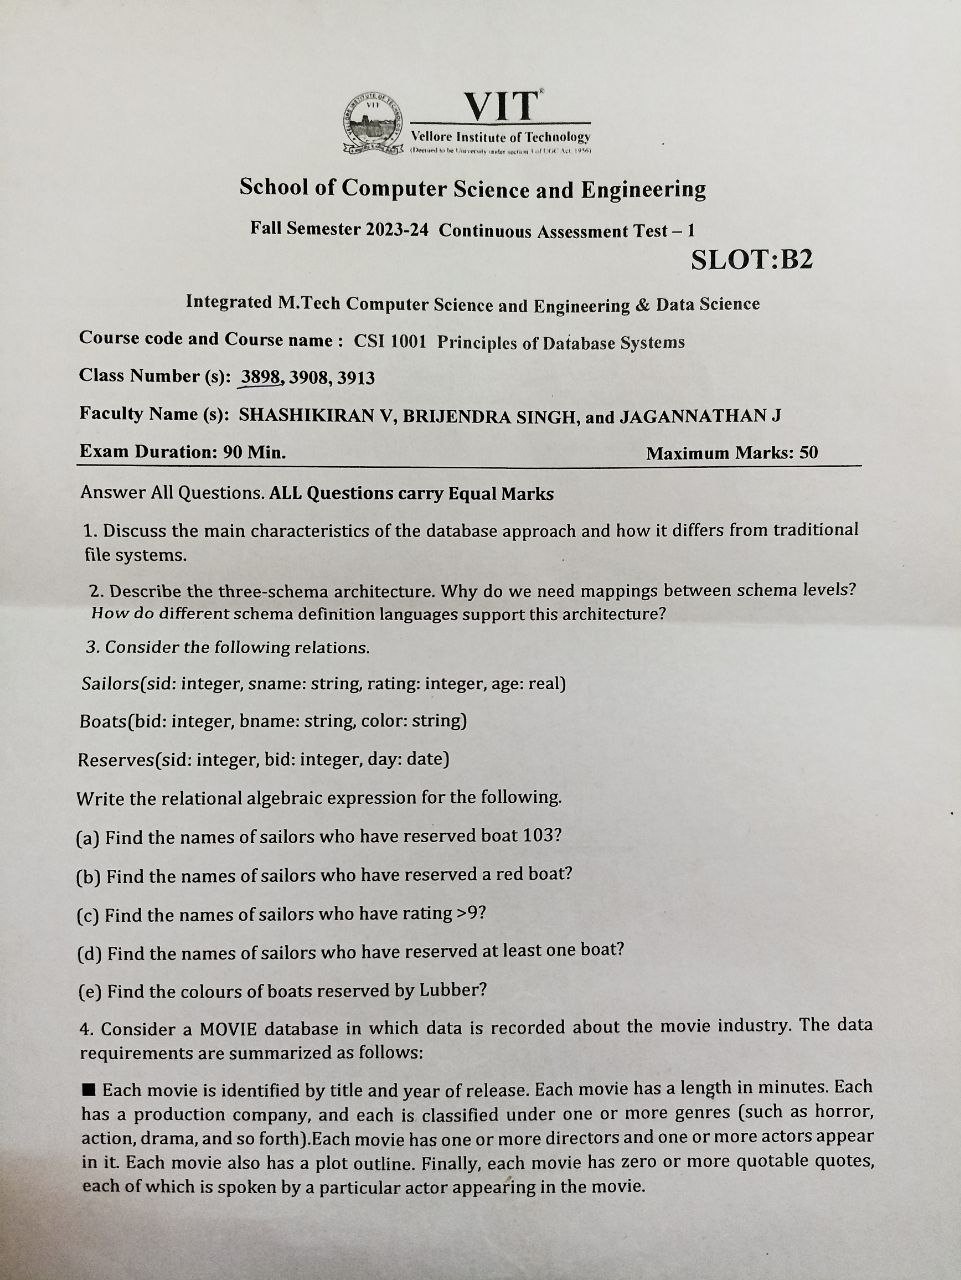 VIT®
Vellore Institute of Technology
(Deemed to be University under section 3 of UGC Act, 1956)
School of Computer Science and Engineering
Fall Semester 2023-24 Continuous Assessment Test – 1
SLOT:B2
Integrated M.Tech Computer Science and Engineering & Data Science
Course code and Course name : CSI 1001 Principles of Database Systems
Class Number (s): 3898, 3908, 3913
Faculty Name (s): SHASHIKIRAN V, BRIJENDRA SINGH, and JAGANNATHAN J
Exam Duration: 90 Min. Maximum Marks: 50
Answer All Questions. ALL Questions carry Equal Marks
1. Discuss the main characteristics of the database approach and how it differs from traditional
file systems.
2. Describe the three-schema architecture. Why do we need mappings between schema levels?
How do different schema definition languages support this architecture?
3. Consider the following relations.
Sailors(sid: integer, sname: string, rating: integer, age: real)
Boats(bid: integer, bname: string, color: string)
Reserves(sid: integer, bid: integer, day: date)
Write the relational algebraic expression for the following.
(a) Find the names of sailors who have reserved boat 103?
(b) Find the names of sailors who have reserved a red boat?
(c) Find the names of sailors who have rating >9?
(d) Find the names of sailors who have reserved at least one boat?
(e) Find the colours of boats reserved by Lubber?
4. Consider a MOVIE database in which data is recorded about the movie industry. The data
requirements are summarized as follows:
■ Each movie is identified by title and year of release. Each movie has a length in minutes. Each
has a production company, and each is classified under one or more genres (such as horror,
action, drama, and so forth).Each movie has one or more directors and one or more actors appear
in it. Each movie also has a plot outline. Finally, each movie has zero or more quotable quotes,
each of which is spoken by a particular actor appearing in the movie.